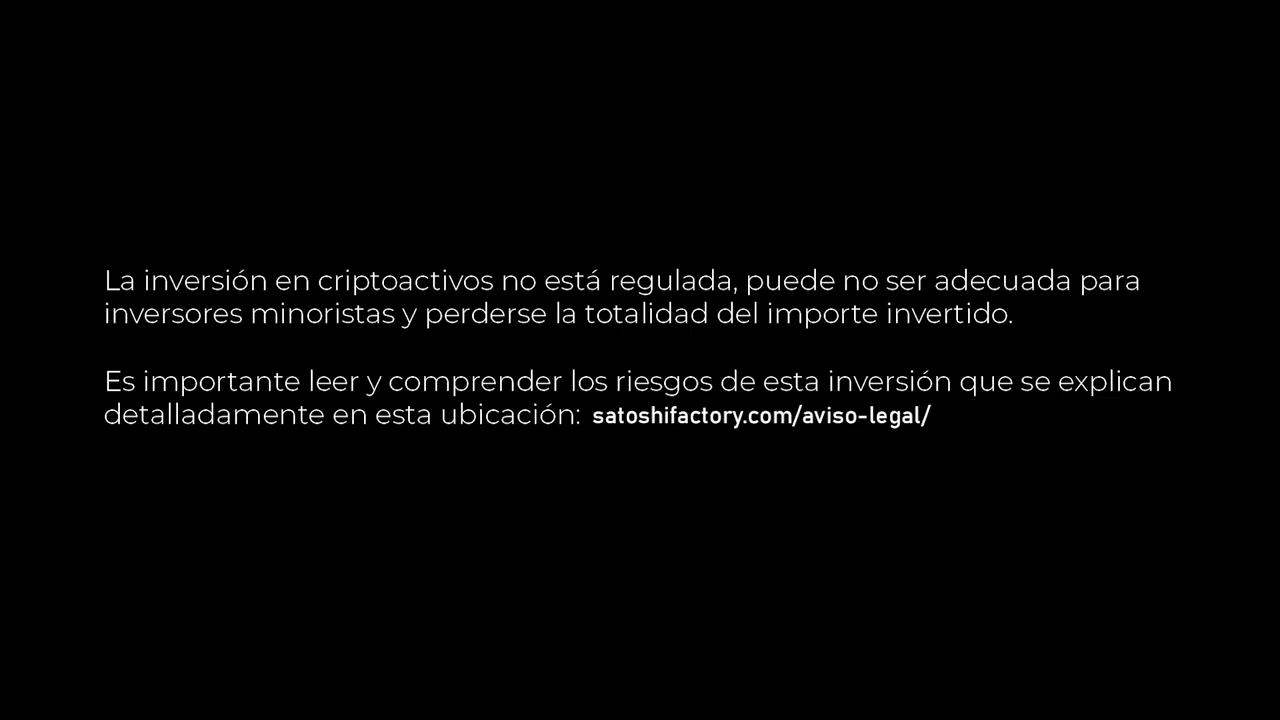 La inversión en criptoactivos no está regulada, puede no ser adecuada para
inversores minoristas y perderse la totalidad del importe invertido.
Es importante leer y comprender los riesgos de esta inversión que se explican
detalladamente en esta ubicación: satoshifactory.com/aviso-legal/